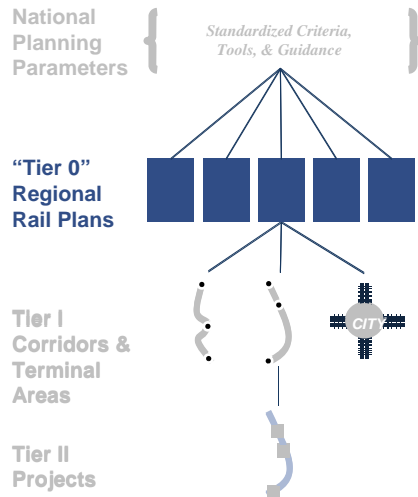 National
Planning
Parameters
Standardized Criteria,
Tools, & Guidance
“Tier 0”
Regional
Rail Plans
Tier I
Corridors &
Terminal
Areas
CITY
Tier II
Projects